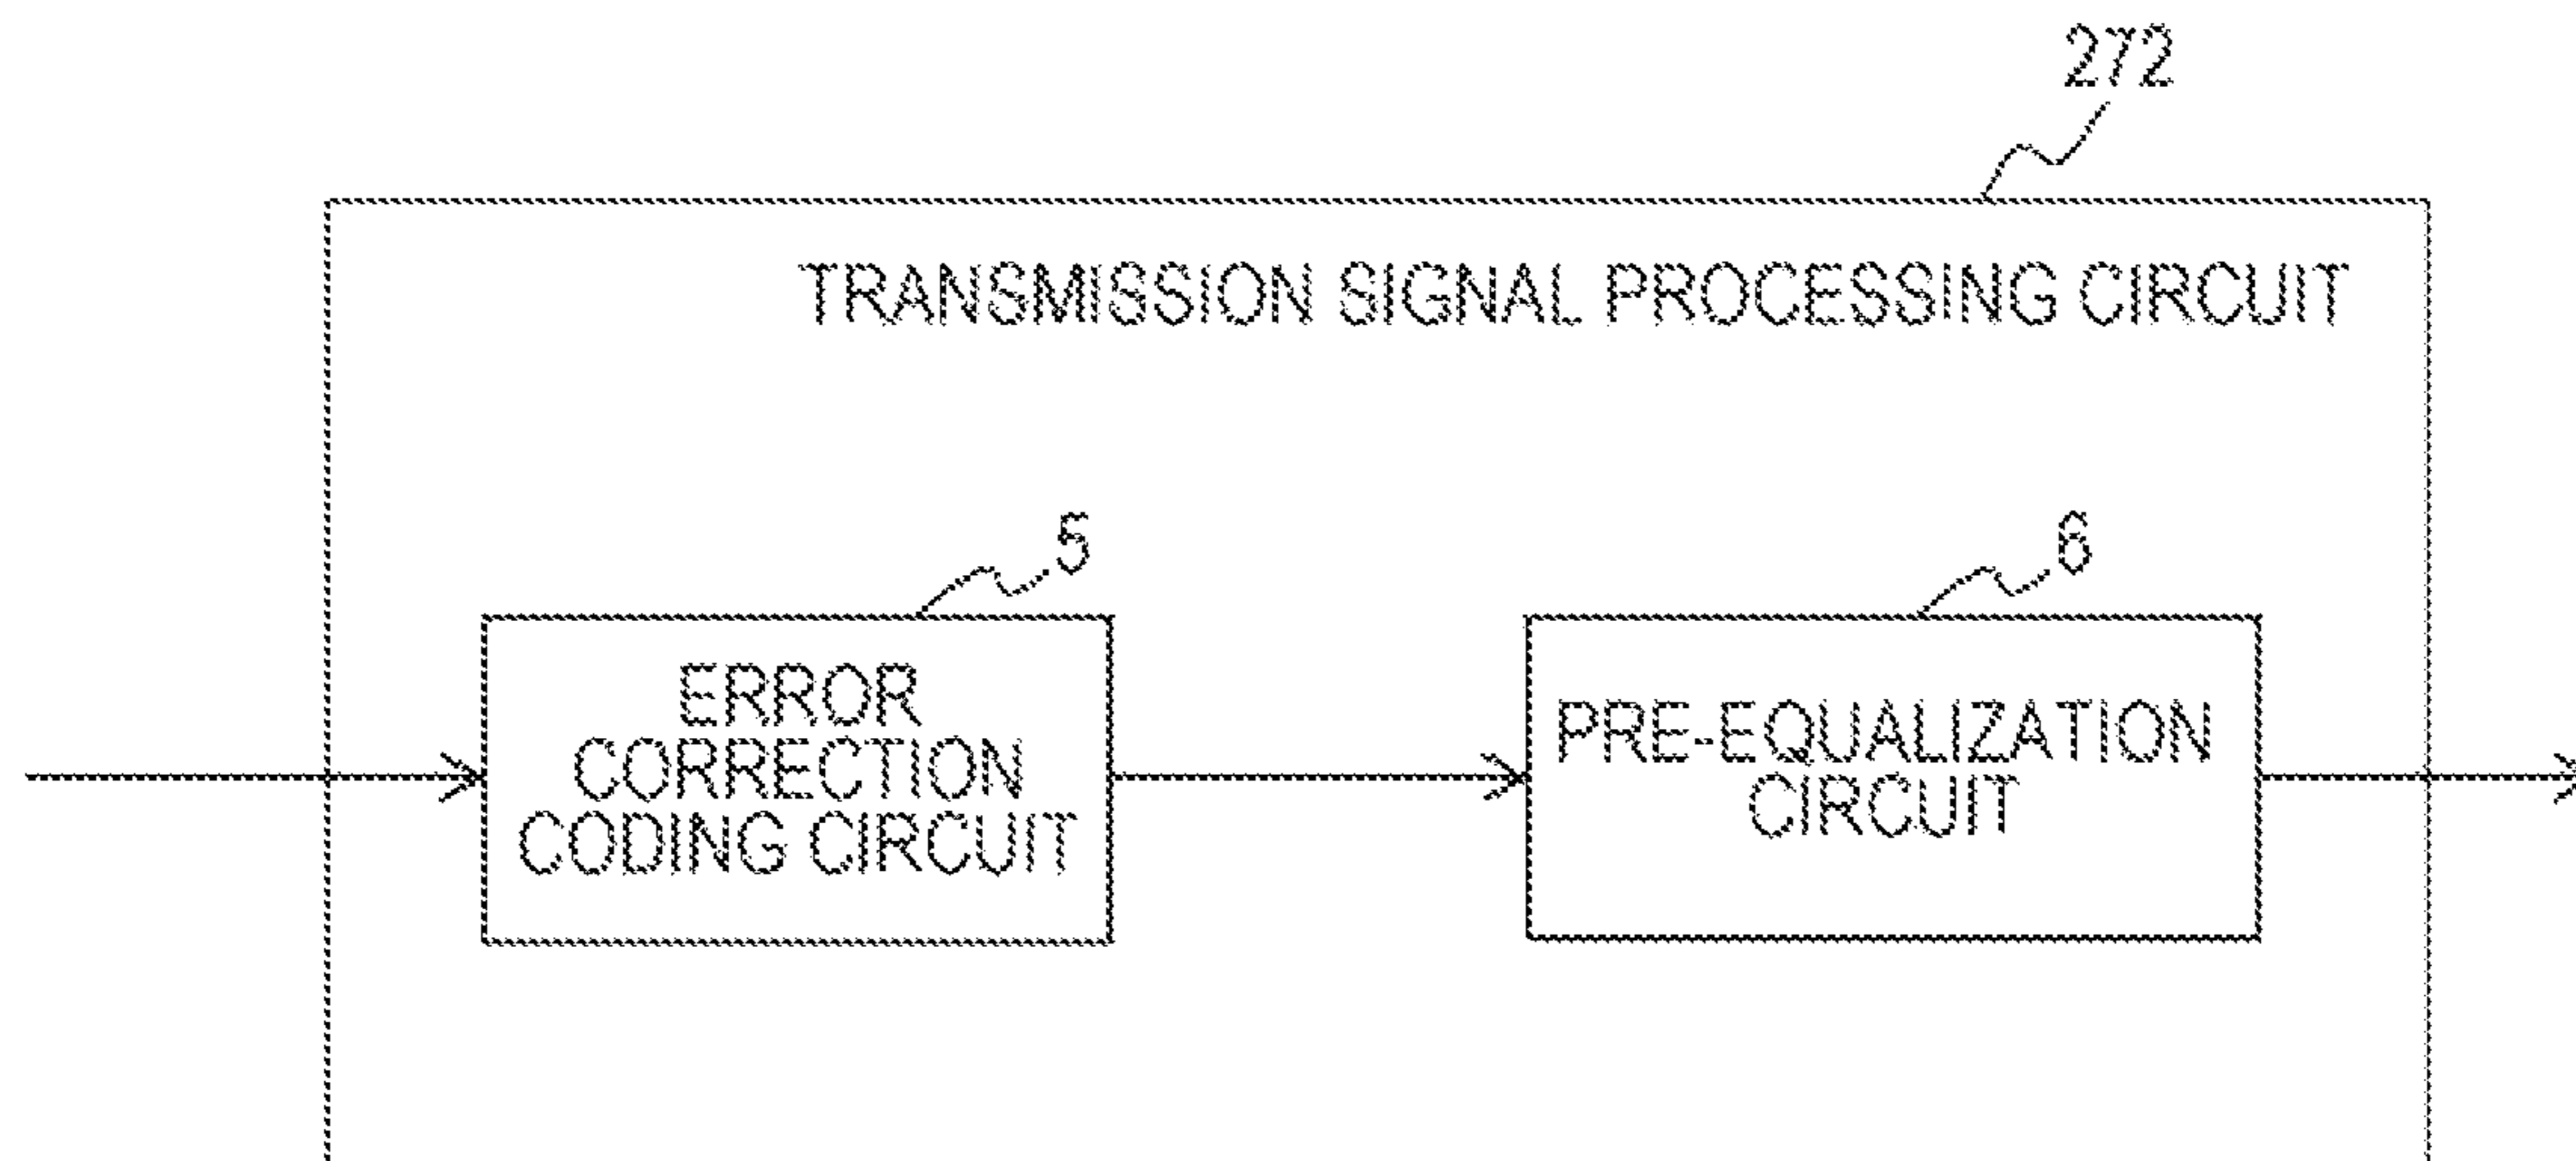 272
TRANSMISSION SIGNAL PROCESSING CIRCUIT
5
6
ERROR
CORRECTION
CODING CIRCUIT
PRE-EQUALIZATION
CIRCUIT